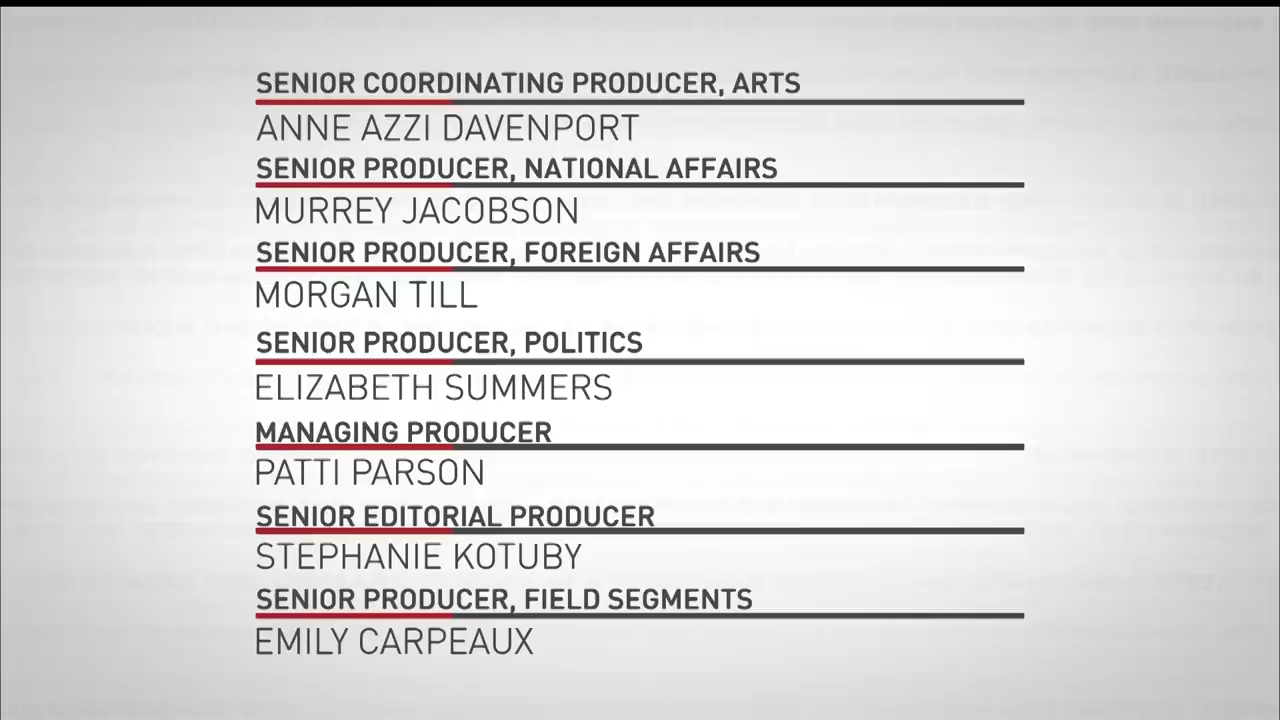 SENIOR COORDINATING PRODUCER, ARTS
ANNE AZZI DAVENPORT
SENIOR PRODUCER, NATIONAL AFFAIRS
MURREY JACOBSON
SENIOR PRODUCER, FOREIGN AFFAIRS
MORGAN TILL
SENIOR PRODUCER, POLITICS
ELIZABETH SUMMERS
MANAGING PRODUCER
PATTI PARSON
SENIOR EDITORIAL PRODUCER
STEPHANIE KOTUBY
SENIOR PRODUCER, FIELD SEGMENTS
EMILY CARPEAUX